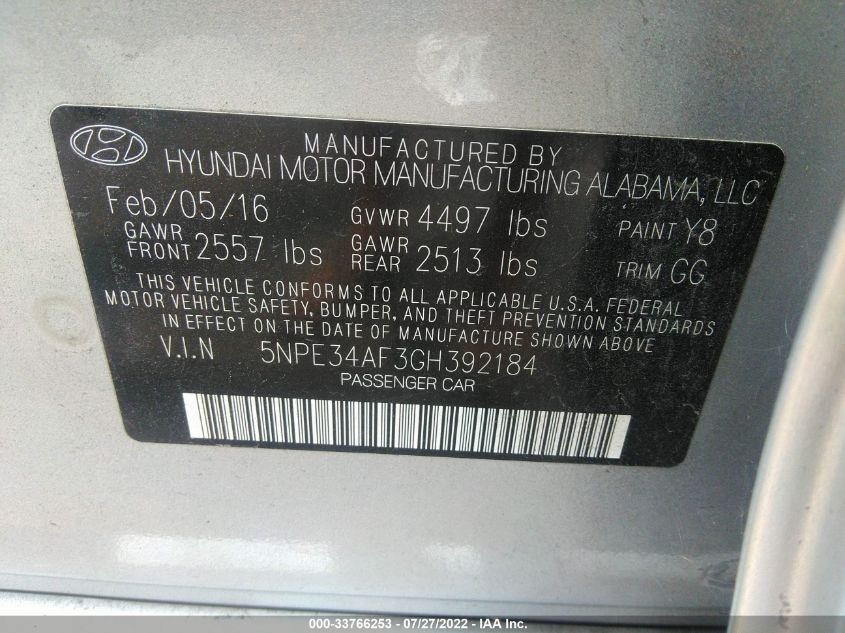 MANUFACTURED BY
HYUNDAI MOTOR MANUFACTURING ALABAMA, LLC
Feb/05/16 GVWR 4497 lbs PAINT Y8
GAWR FRONT 2557 lbs GAWR REAR 2513 lbs TRIM GG
THIS VEHICLE CONFORMS TO ALL APPLICABLE U.S.A. FEDERAL
MOTOR VEHICLE SAFETY, BUMPER, AND THEFT PREVENTION STANDARDS
IN EFFECT ON THE DATE OF MANUFACTURE SHOWN ABOVE
V.I.N 5NPE34AF3GH392184
PASSENGER CAR
000-33766253 - 07/27/2022 - IAA Inc.